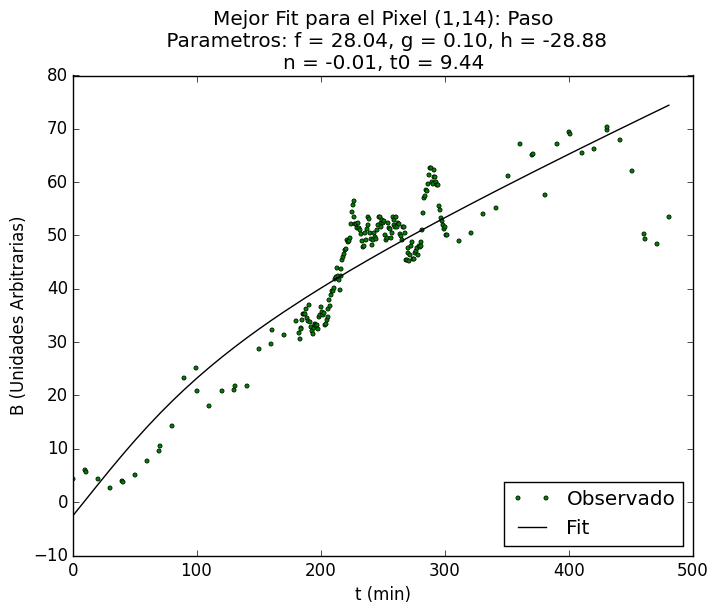 Mejor Fit para el Pixel (1,14): Paso
Parametros: f = 28.04, g = 0.10, h = -28.88
n = -0.01, t0 = 9.44
80
70
60
50
40
30
20
10
0
−10
B (Unidades Arbitrarias)
Observado
Fit
0 100 200 300 400 500
t (min)